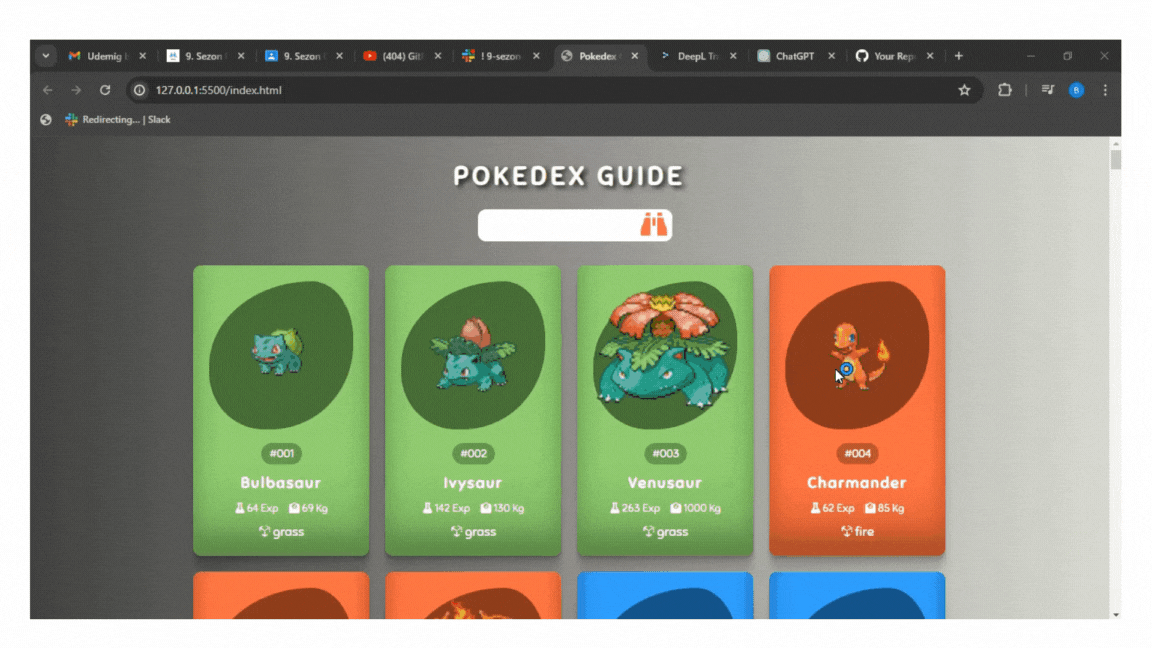 Udemig
9. Sezon
9. Sezon
(404) Git
! 9-sezon
Pokedex
DeepL Tr
ChatGPT
Your Rep
127.0.0.1:5500/index.html
B
Redirecting... | Slack
POKEDEX GUIDE
#001
Bulbasaur
64 Exp 69 Kg
grass
#002
Ivysaur
142 Exp 130 Kg
grass
#003
Venusaur
263 Exp 1000 Kg
grass
#004
Charmander
62 Exp 85 Kg
fire